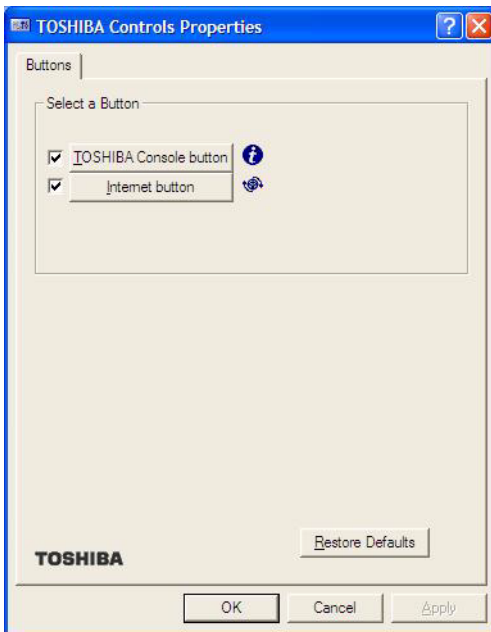 TOSHIBA Controls Properties
Buttons
Select a Button
TOSHIBA Console button
Internet button
Restore Defaults
TOSHIBA
OK Cancel Apply